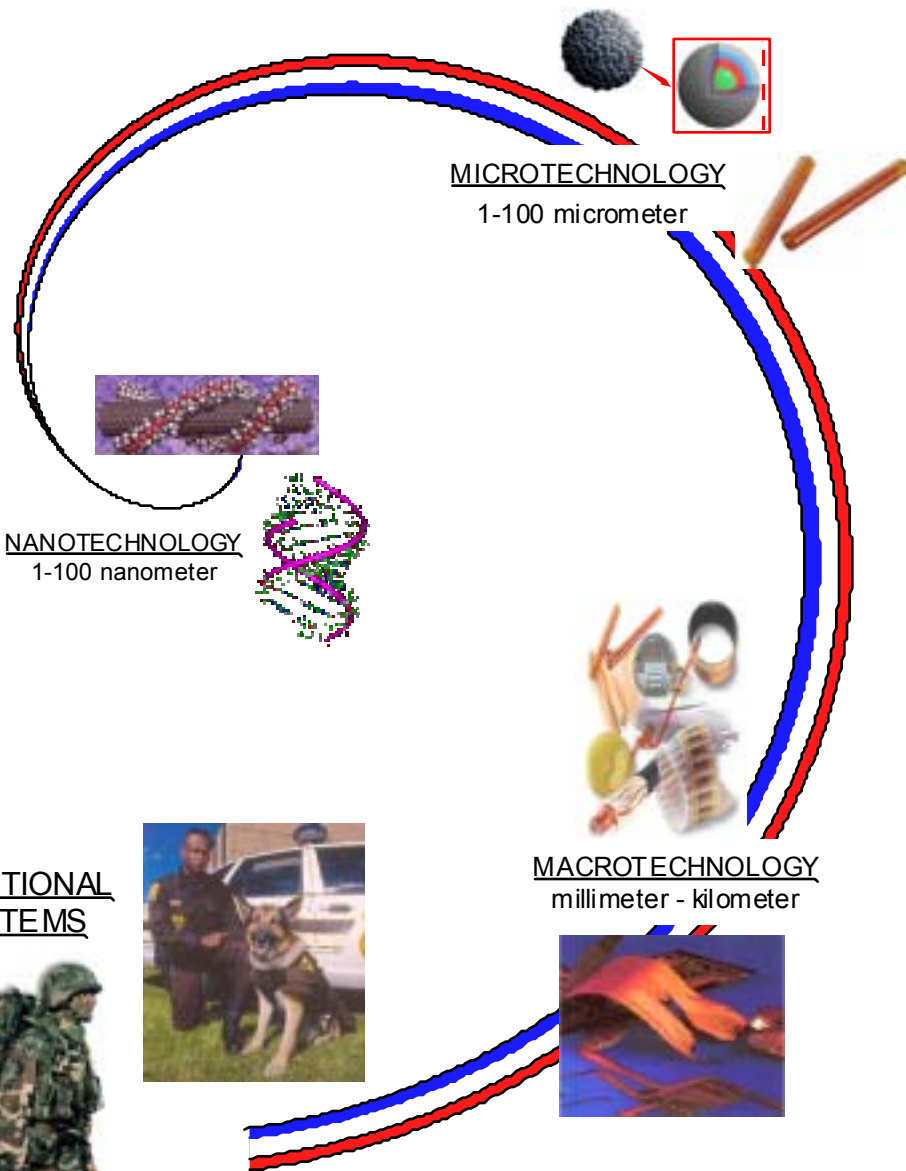 MICROTECHNOLOGY
1-100 micrometer
NANOTECHNOLOGY
1-100 nanometer
MACROTECHNOLOGY
millimeter - kilometer
TIONAL
TEMS